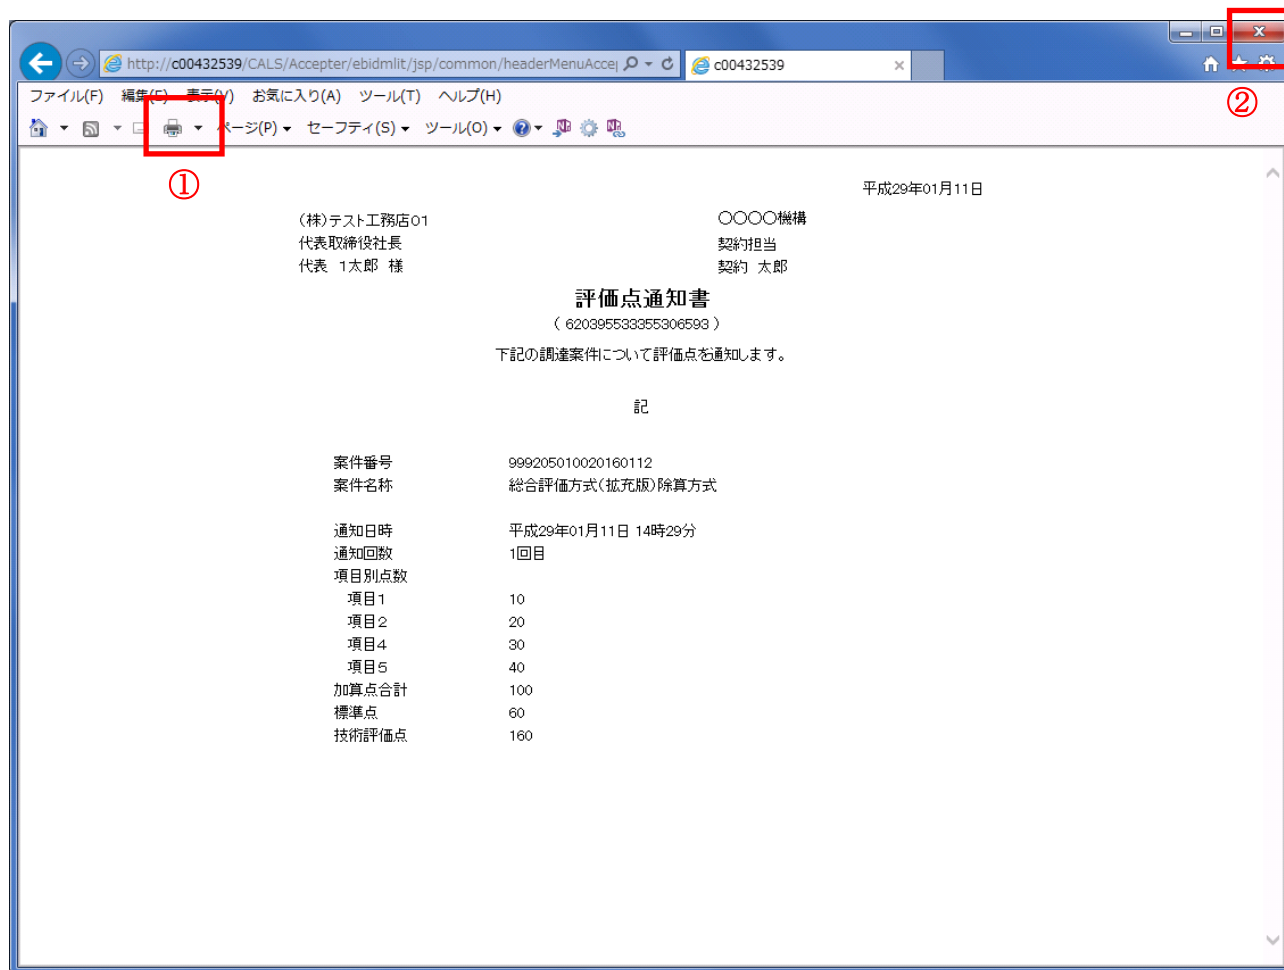 http://c00432539/CALS/Accepter/ebidmlit/jsp/common/headerMenuAccep
c00432539
ファイル(F) 編集(E) 表示(V) お気に入り(A) ツール(T) ヘルプ(H)
②
ページ(P) セーフティ(S) ツール(O)
①
平成29年01月11日
(株)テスト工務店01 ○○○○機構
代表取締役社長 契約担当
代表 1太郎 様 契約 太郎
評価点通知書
( 620395533355306593 )
下記の調達案件について評価点を通知します。
記
案件番号 999205010020160112
案件名称 総合評価方式(拡充版)除算方式
通知日時 平成29年01月11日 14時29分
通知回数 1回目
項目別点数
項目1 10
項目2 20
項目4 30
項目5 40
加算点合計 100
標準点 60
技術評価点 160